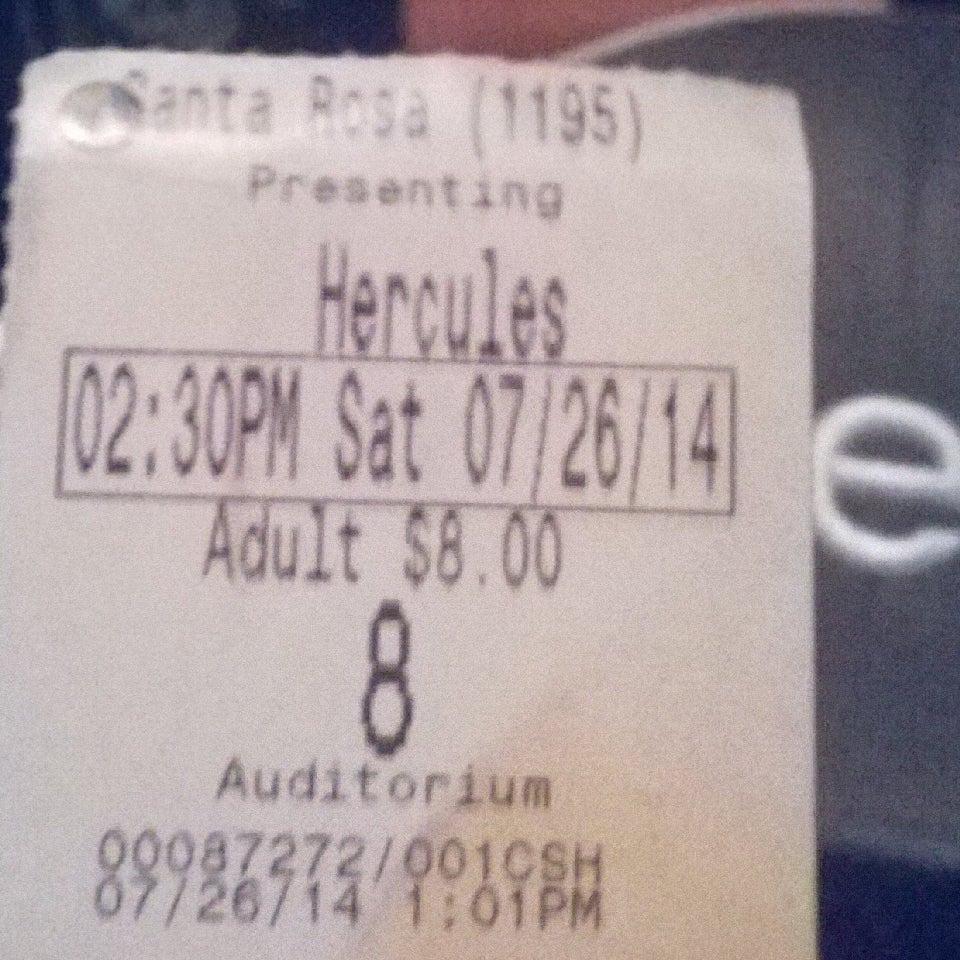 Santa Rosa (1195)
Presenting
Hercules
02:30PM Sat 07/26/14
Adult $8.00
8
Auditorium
00087272/001CSH
07/26/14 1:01PM
e